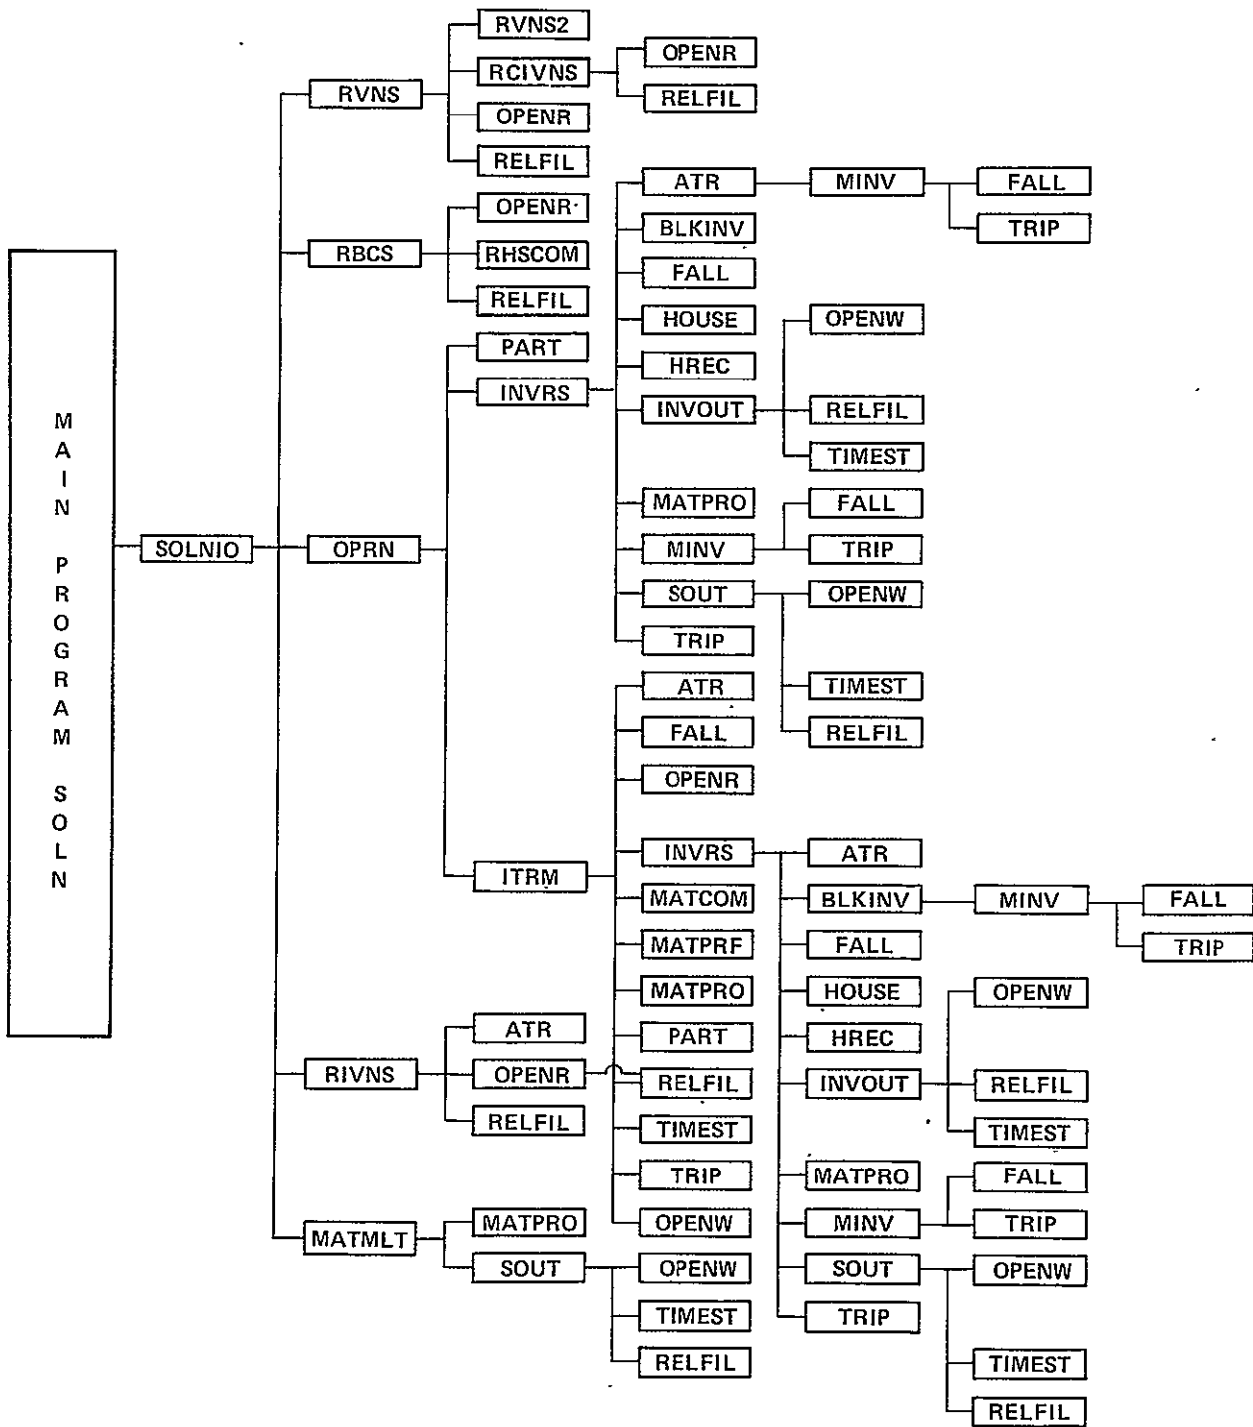 RVNS2
OPENR
RCIVNS
RVNS
RELFIL
OPENR
RELFIL
ATR MINV FALL
OPENR
BLKINV TRIP
RBCS RHSCOM
FALL
RELFIL
HOUSE OPENW
PART
HREC
INVRS
INVOUT RELFIL
TIMEST
MATPRO FALL
MAIN PROGRAM SOLN
SOLNIO OPRN MINV TRIP
SOUT OPENW
TRIP
ATR TIMEST
FALL RELFIL
OPENR
INVRS ATR
ITRM
MATCOM BLKINV MINV FALL
MATPRF FALL TRIP
MATPRO HOUSE OPENW
ATR
PART HREC
RIVNS OPENR RELFIL INVOUT RELFIL
RELFIL
TIMEST TIMEST
TRIP MATPRO FALL
MATPRO OPENW MINV TRIP
MATMLT
SOUT OPENW SOUT OPENW
TIMEST TRIP
RELFIL TIMEST
RELFIL